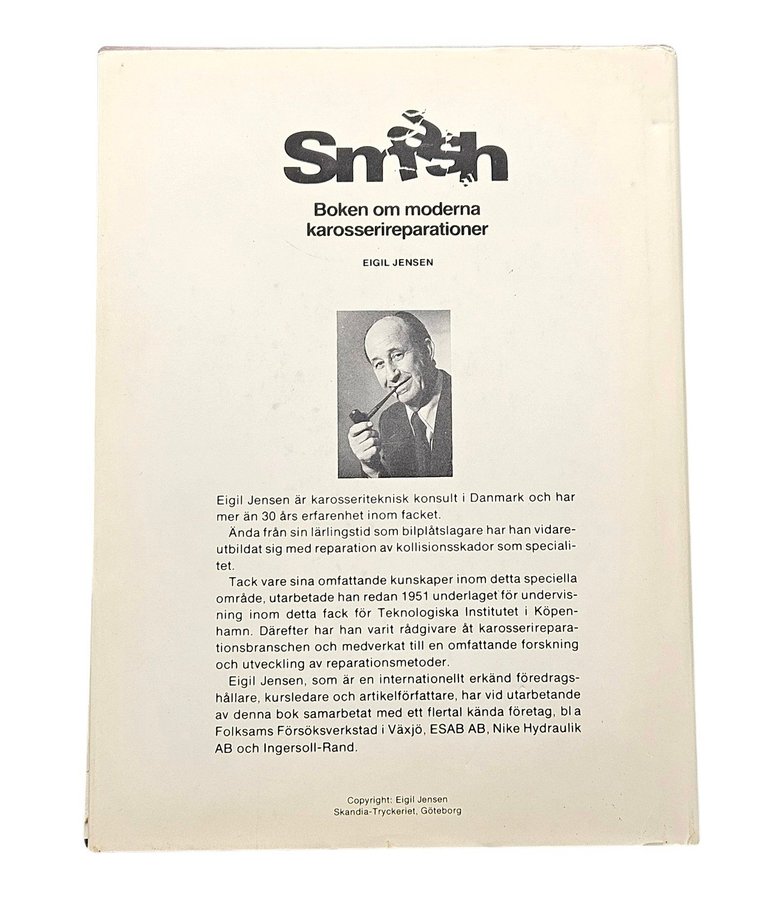 Smash
Boken om moderna
karosserireparationer
EIGIL JENSEN
Eigil Jensen är karosseriteknisk konsult i Danmark och har
mer än 30 års erfarenhet inom facket.
Ända från sin lärlingstid som bilplåtslagare har han vidare-
utbildat sig med reparation av kollisionsskador som speciali-
tet.
Tack vare sina omfattande kunskaper inom detta speciella
område, utarbetade han redan 1951 underlaget för undervis-
ning inom detta fack för Teknologiska Institutet i Köpen-
hamn. Därefter har han varit rådgivare åt karosserirepara-
tionsbranschen och medverkat till en omfattande forskning
och utveckling av reparationsmetoder.
Eigil Jensen, som är en internationellt erkänd föredrags-
hållare, kursledare och artikelförfattare, har vid utarbetande
av denna bok samarbetat med ett flertal kända företag, bl a
Folksams Försöksverkstad i Växjö, ESAB AB, Nike Hydraulik
AB och Ingersoll-Rand.
Copyright: Eigil Jensen
Skandia-Tryckeriet, Göteborg